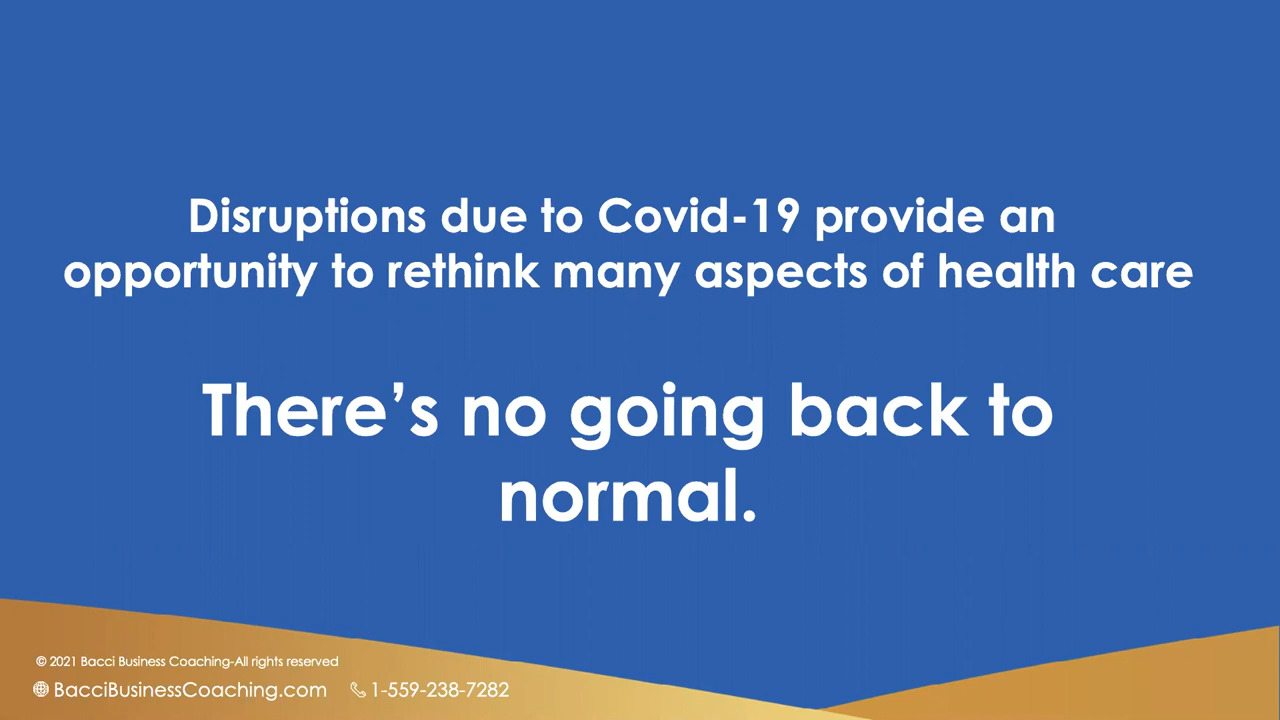 Disruptions due to Covid-19 provide an
opportunity to rethink many aspects of health care
There’s no going back to
normal.
© 2021 Bacci Business Coaching-All rights reserved
BacciBusinessCoaching.com 1-559-238-7282